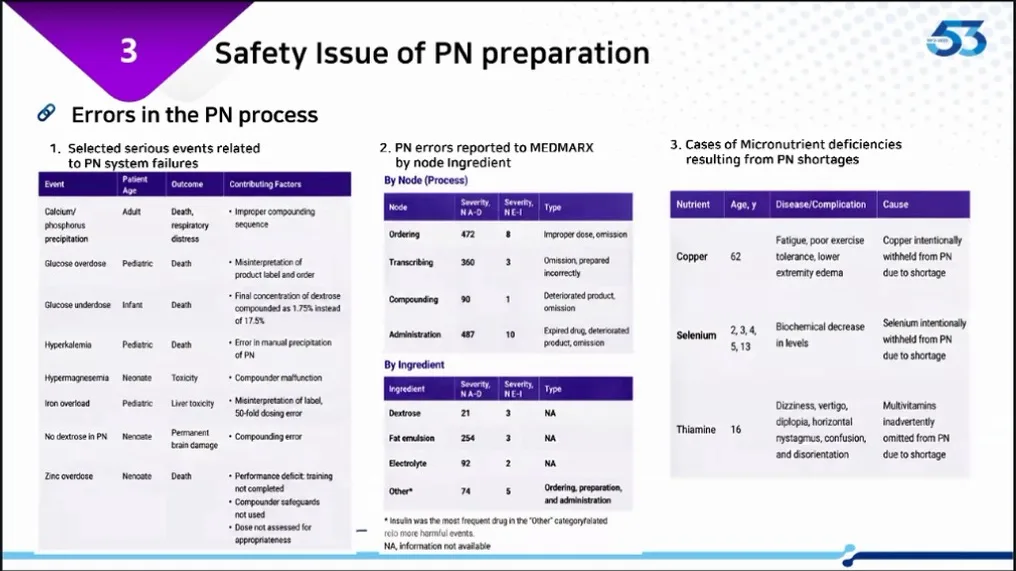 3
Safety Issue of PN preparation
53
Errors in the PN process
1. Selected serious events related
to PN system failures
Event Patient Age Outcome Contributing Factors
Calcium/ phosphorus precipitation Adult Death, respiratory distress • Improper compounding sequence
Glucose overdose Pediatric Death • Misinterpretation of product label and order
Glucose underdose Infant Death • Final concentration of dextrose compounded as 1.75% instead of 17.5%
Hyperkalemia Pediatric Death • Error in manual precipitation of PN
Hypermagnesemia Neonate Toxicity • Compounder malfunction
Iron overload Pediatric Liver toxicity • Misinterpretation of label, 50-fold dosing error
No dextrose in PN Neonate Permanent brain damage • Compounding error
Zinc overdose Neonate Death • Performance deficit: training not completed
• Compounder safeguards not used
• Dose not assessed for appropriateness
2. PN errors reported to MEDMARX
by node Ingredient
By Node (Process)
Node Severity, N A-D Severity, N E-I Type
Ordering 472 8 Improper dose, omission
Transcribing 360 3 Omission, prepared incorrectly
Compounding 90 1 Deteriorated product, omission
Administration 487 10 Expired drug, deteriorated product, omission
By Ingredient
Ingredient Severity, N A-D Severity, N E-I Type
Dextrose 21 3 NA
Fat emulsion 254 3 NA
Electrolyte 92 2 NA
Other* 74 5 Ordering, preparation, and administration
* Insulin was the most frequent drug in the "Other" category
more harmful events.
NA, information not available
3. Cases of Micronutrient deficiencies
resulting from PN shortages
Nutrient Age, y Disease/Complication Cause
Copper 62 Fatigue, poor exercise tolerance, lower extremity edema Copper intentionally withheld from PN due to shortage
Selenium 2, 3, 4, 5, 13 Biochemical decrease in levels Selenium intentionally withheld from PN due to shortage
Thiamine 16 Dizziness, vertigo, diplopia, horizontal nystagmus, confusion, and disorientation Multivitamins inadvertently omitted from PN due to shortage